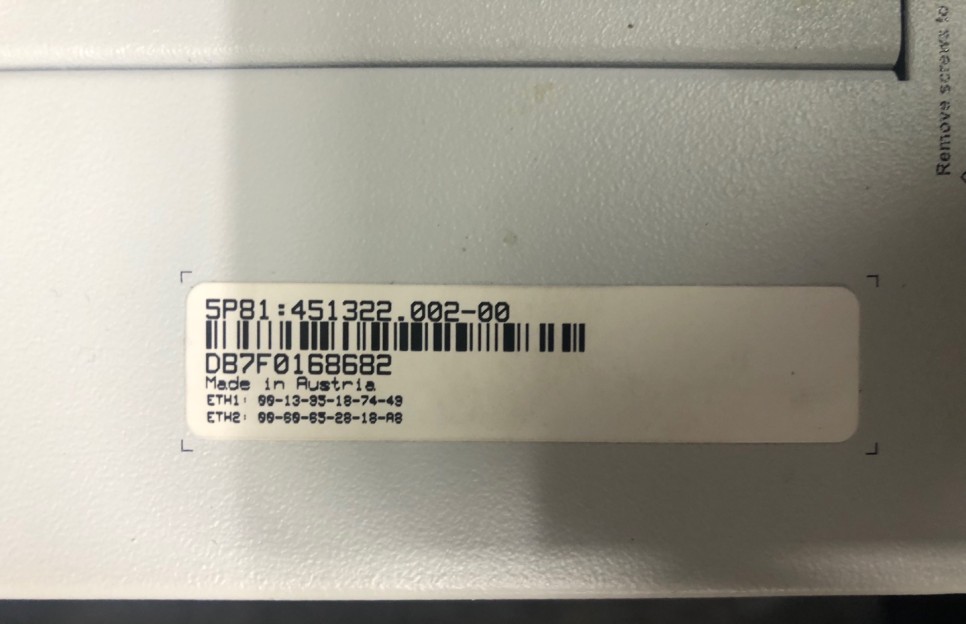 5P81:451322.002-00
DB7F0168682
Made in Austria
ETH1: 00-13-95-18-74-49
ETH2: 00-60-65-28-18-A8
Remove screws to